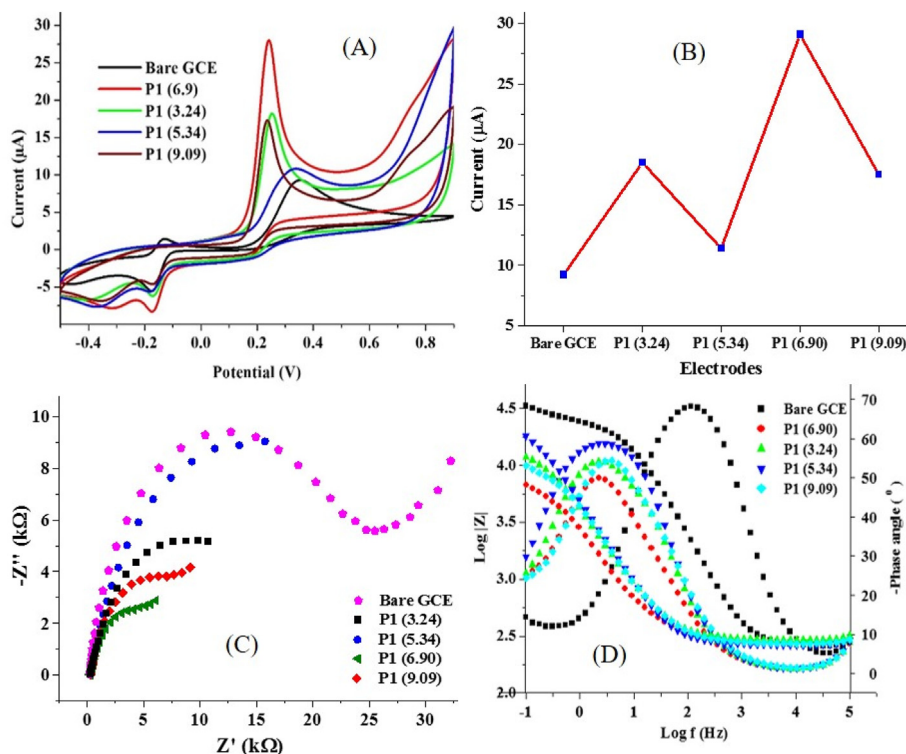 (A)
Bare GCE
P1 (6.9)
P1 (3.24)
P1 (5.34)
P1 (9.09)
30
25
20
15
10
5
0
-5
Current (µA)
-0.4 -0.2 0.0 0.2 0.4 0.6 0.8
Potential (V)
(B)
30
25
20
15
10
5
Current (µA)
Bare GCE P1 (3.24) P1 (5.34) P1 (6.90) P1 (9.09)
Electrodes
(C)
10
8
6
4
2
0
-Z'' (kΩ)
Bare GCE
P1 (3.24)
P1 (5.34)
P1 (6.90)
P1 (9.09)
0 5 10 15 20 25 30
Z' (kΩ)
(D)
4.5
4.0
3.5
3.0
2.5
2.0
Log |Z|
Bare GCE
P1 (6.90)
P1 (3.24)
P1 (5.34)
P1 (9.09)
70
60
50
40
30
20
10
0
-Phase angle (°)
-1 0 1 2 3 4 5
Log f (Hz)